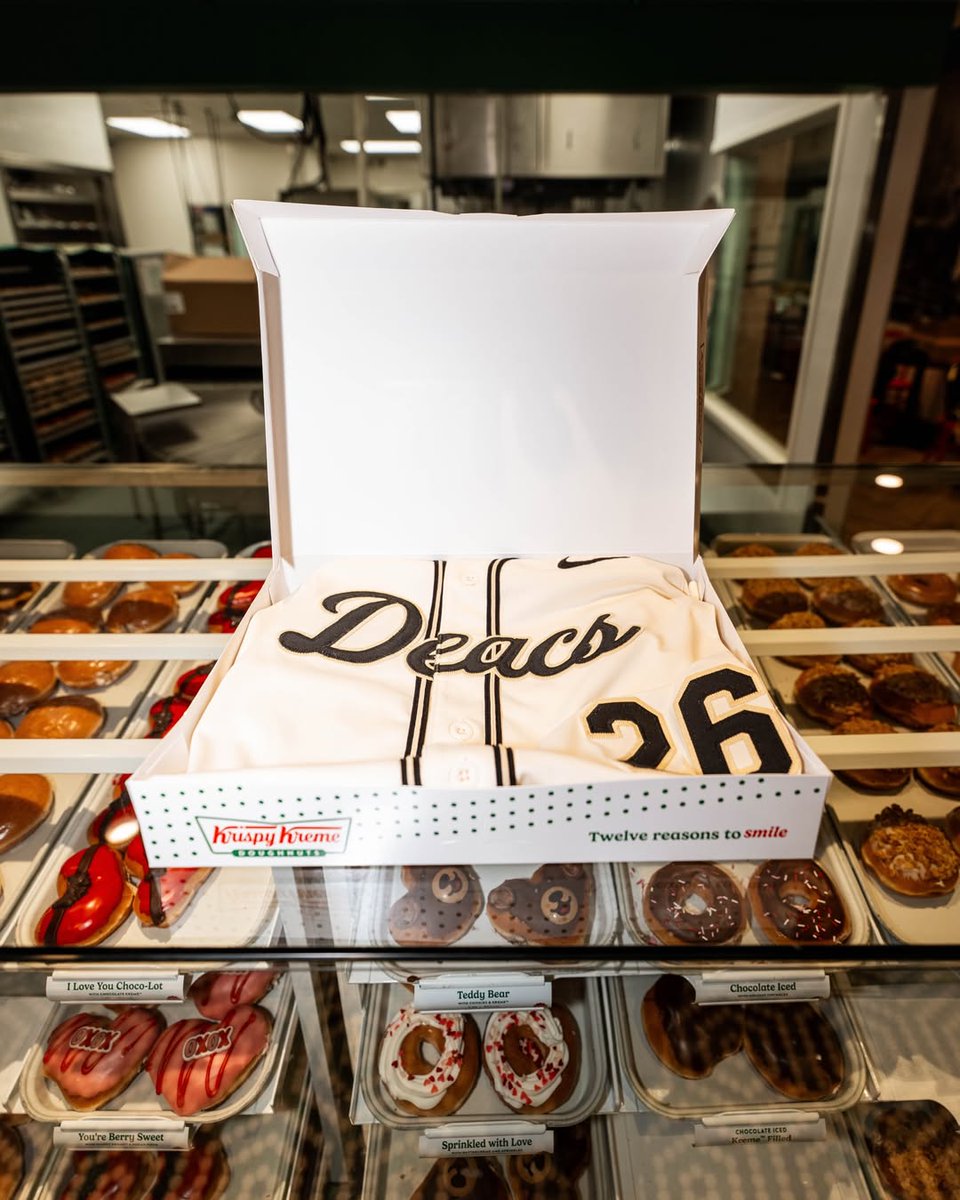 Deacs
26
Krispy Kreme
DOUGHNUTS
Twelve reasons to smile
I Love You Choco-Lot
Teddy Bear
Chocolate Iced
XOXO
XOXO
You're Berry Sweet
Sprinkled with Love
CHOCOLATE ICED
Kreme™ Filled